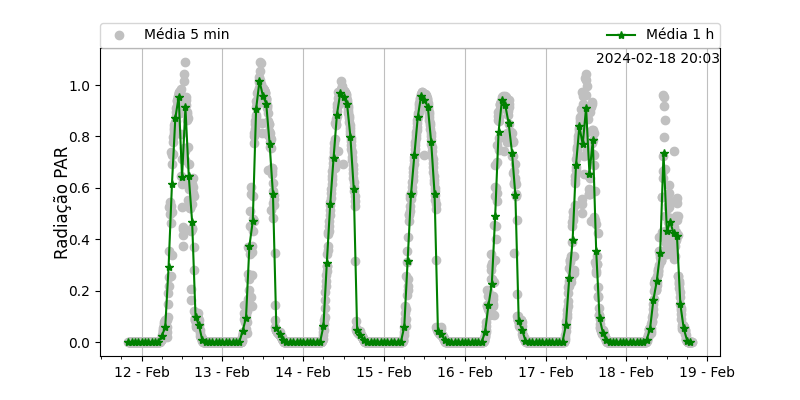 Média 5 min
Média 1 h
2024-02-18 20:03
1.0
0.8
0.6
0.4
0.2
0.0
Radiação PAR
12 - Feb
13 - Feb
14 - Feb
15 - Feb
16 - Feb
17 - Feb
18 - Feb
19 - Feb